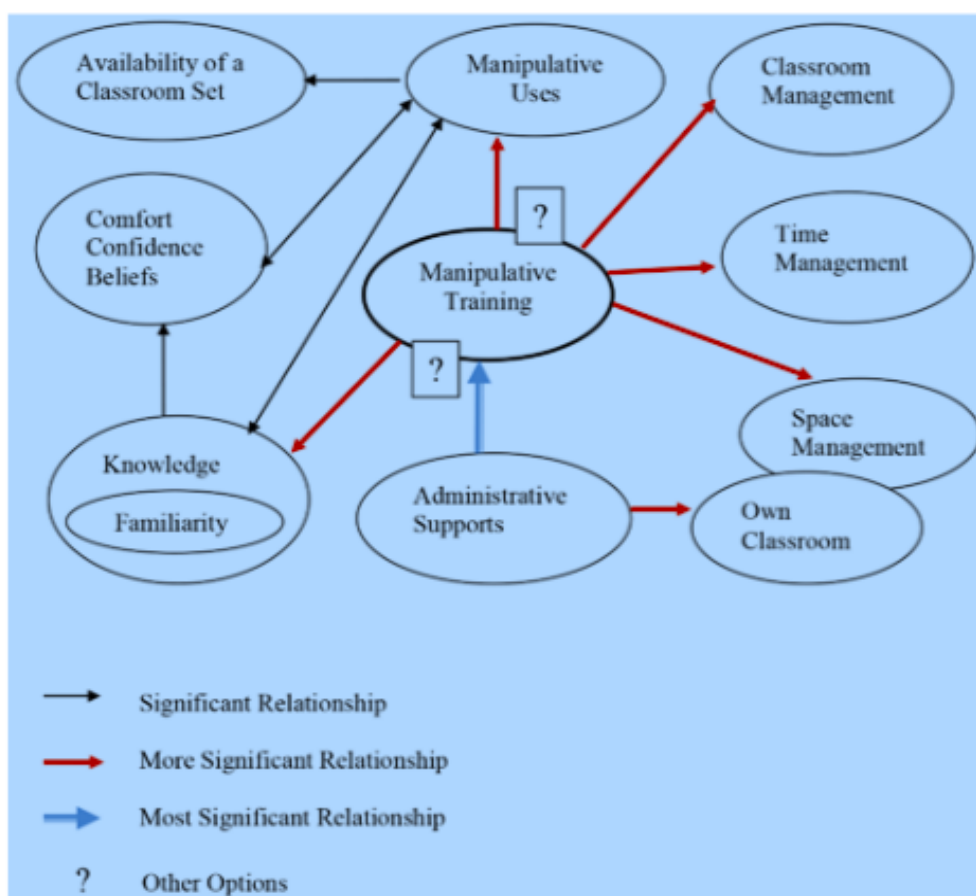 Availability of a
Classroom Set
Manipulative
Uses
Classroom
Management
Comfort
Confidence
Beliefs
?
Manipulative
Training
Time
Management
?
Space
Management
Knowledge
Familiarity
Administrative
Supports
Own
Classroom
Significant Relationship
More Significant Relationship
Most Significant Relationship
? Other Options